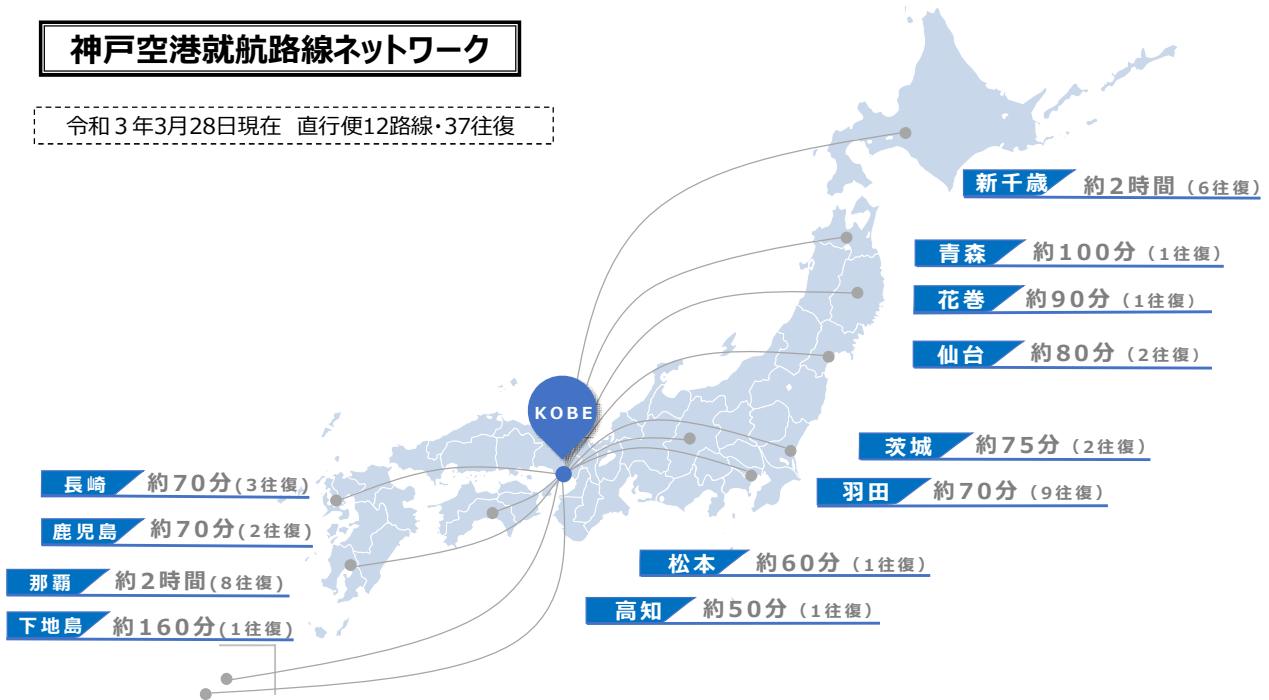 神戸空港就航路線ネットワーク
令和3年3月28日現在 直行便12路線・37往復
新千歳 約2時間（6往復）
青森 約100分（1往復）
花巻 約90分（1往復）
仙台 約80分（2往復）
KOBE
茨城 約75分（2往復）
羽田 約70分（9往復）
長崎 約70分(3往復)
鹿児島 約70分(2往復)
那覇 約2時間(8往復)
下地島 約160分(1往復)
松本 約60分（1往復）
高知 約50分（1往復）